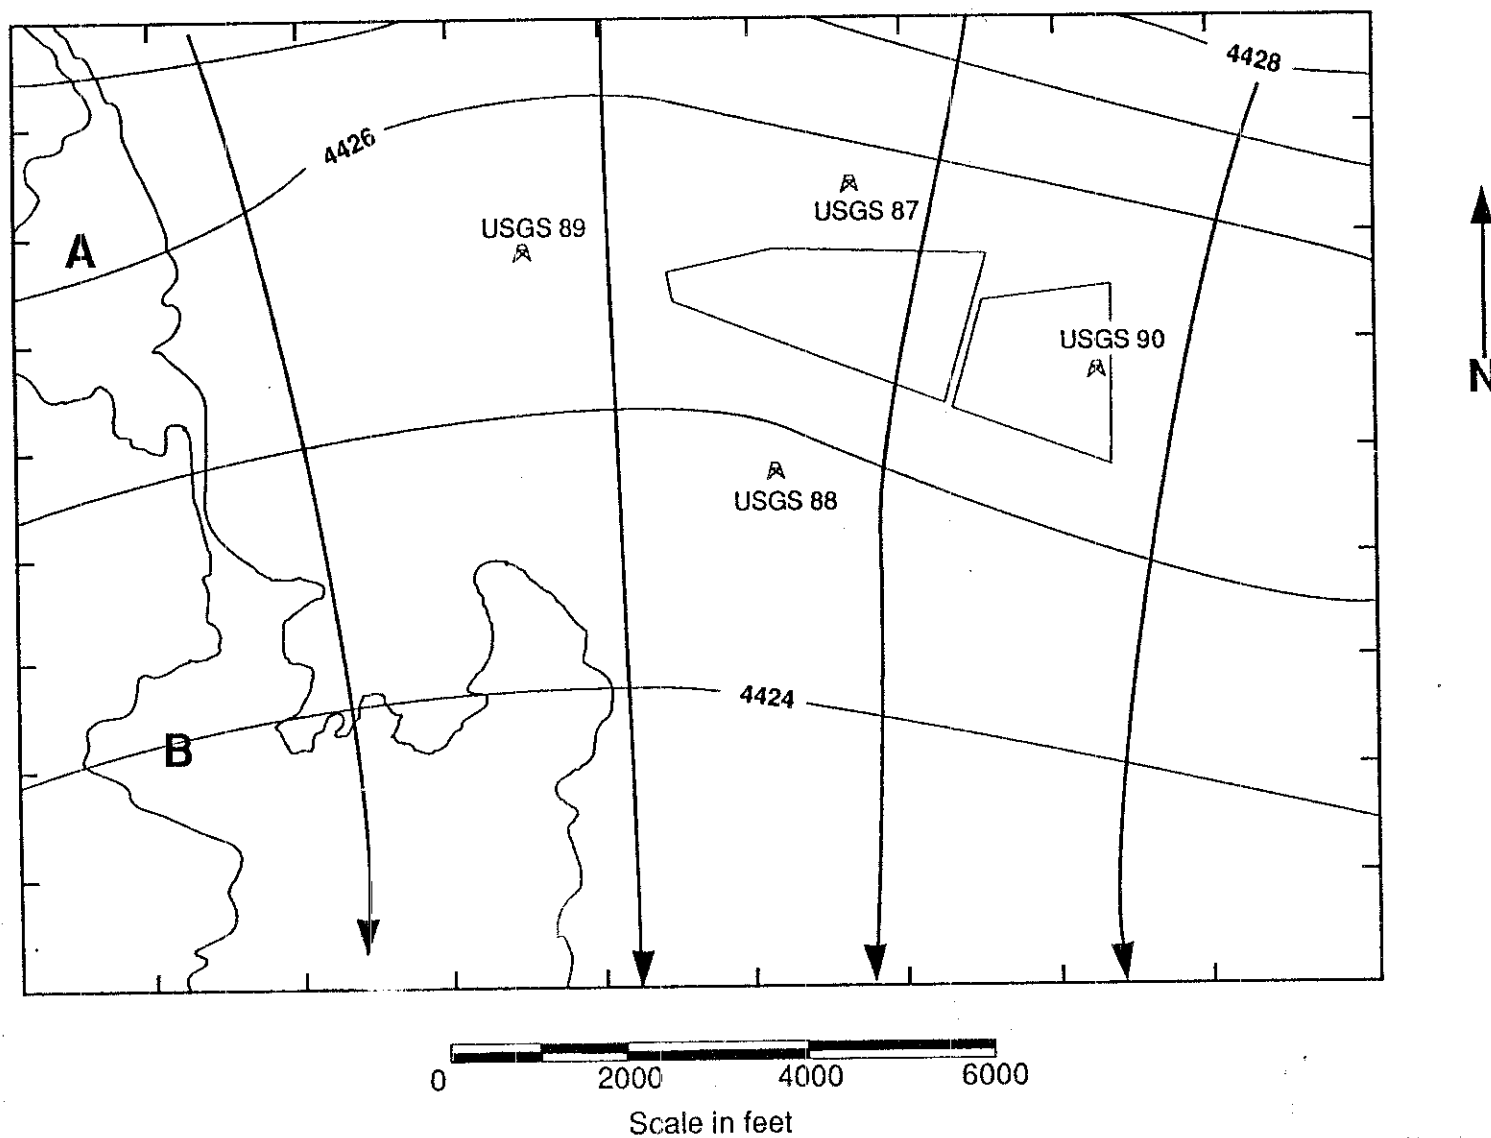 4428
4426
USGS 87
USGS 89
A
USGS 90
N
USGS 88
4424
B
0 2000 4000 6000
Scale in feet